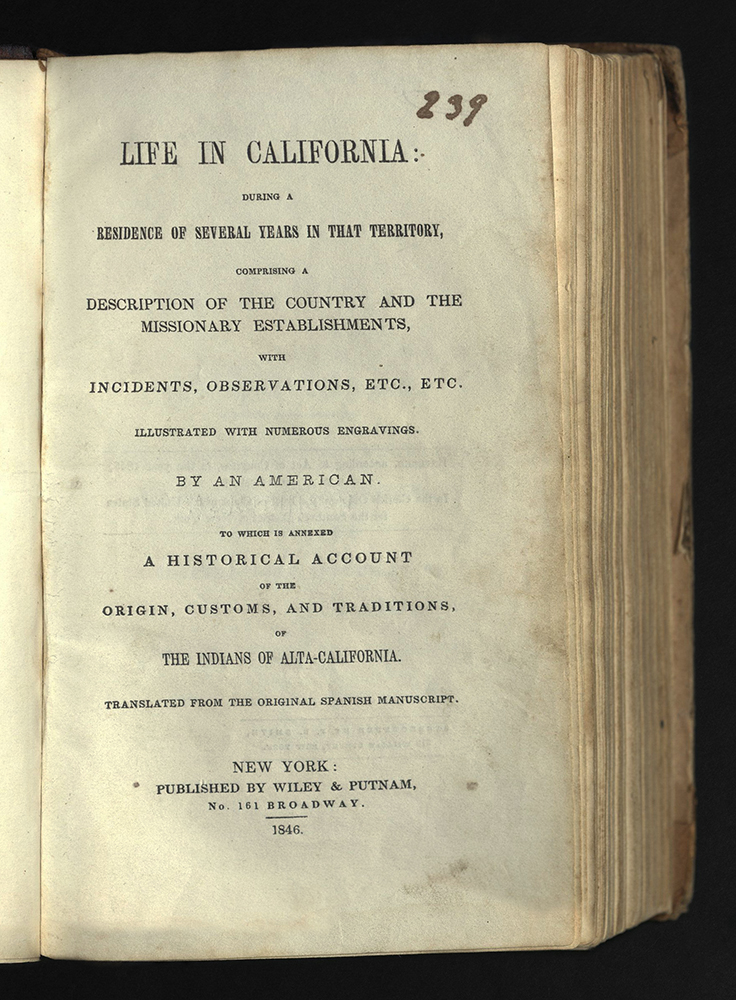 239
LIFE IN CALIFORNIA:
DURING A
RESIDENCE OF SEVERAL YEARS IN THAT TERRITORY,
COMPRISING A
DESCRIPTION OF THE COUNTRY AND THE
MISSIONARY ESTABLISHMENTS,
WITH
INCIDENTS, OBSERVATIONS, ETC., ETC.
ILLUSTRATED WITH NUMEROUS ENGRAVINGS.
BY AN AMERICAN.
TO WHICH IS ANNEXED
A HISTORICAL ACCOUNT
OF THE
ORIGIN, CUSTOMS, AND TRADITIONS,
OF
THE INDIANS OF ALTA-CALIFORNIA.
TRANSLATED FROM THE ORIGINAL SPANISH MANUSCRIPT.
NEW YORK:
PUBLISHED BY WILEY & PUTNAM,
No. 161 BROADWAY.
1846.